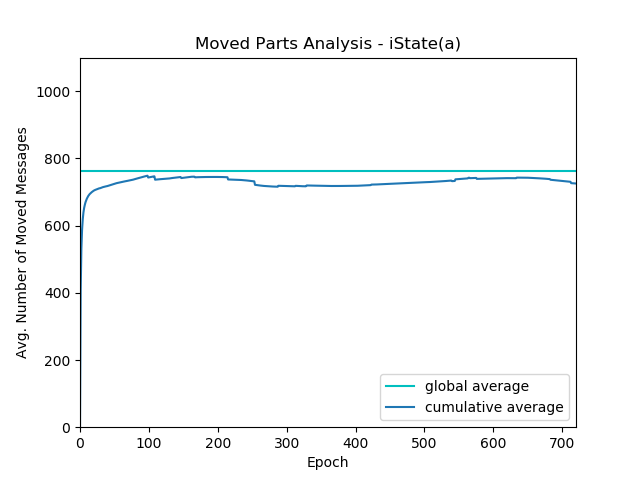 Moved Parts Analysis - iState(a)
Avg. Number of Moved Messages
1000
800
600
400
200
0
0 100 200 300 400 500 600 700
Epoch
global average
cumulative average